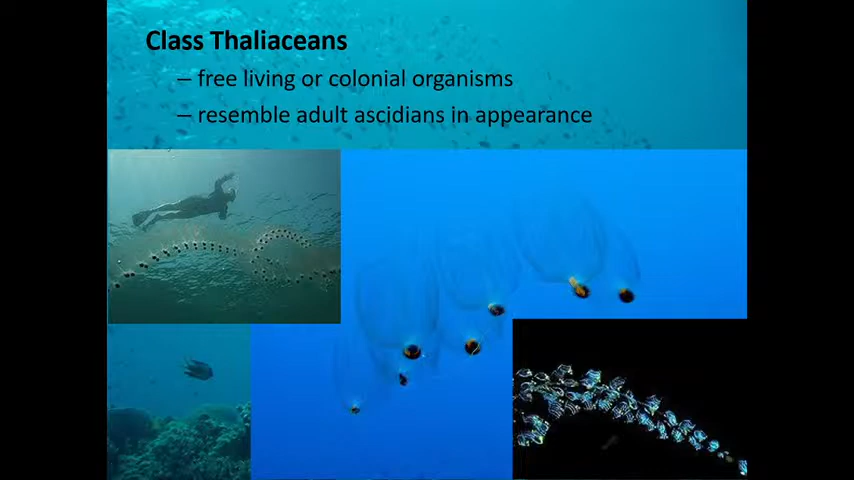 Class Thaliaceans
– free living or colonial organisms
– resemble adult ascidians in appearance